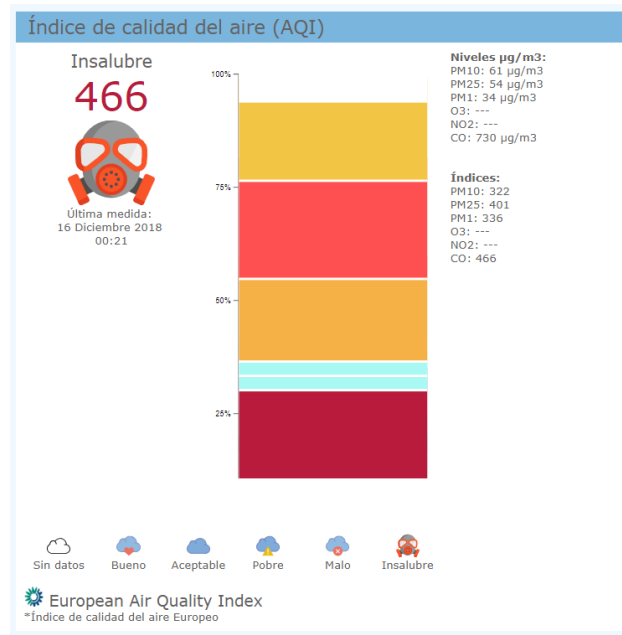 Índice de calidad del aire (AQI)
Insalubre
466
Última medida:
16 Diciembre 2018
00:21
100%
75%
50%
25%
Niveles µg/m3:
PM10: 61 µg/m3
PM25: 54 µg/m3
PM1: 34 µg/m3
O3: ---
NO2: ---
CO: 730 µg/m3
Índices:
PM10: 322
PM25: 401
PM1: 336
O3: ---
NO2: ---
CO: 466
Sin datos Bueno Aceptable Pobre Malo Insalubre
European Air Quality Index
*Índice de calidad del aire Europeo